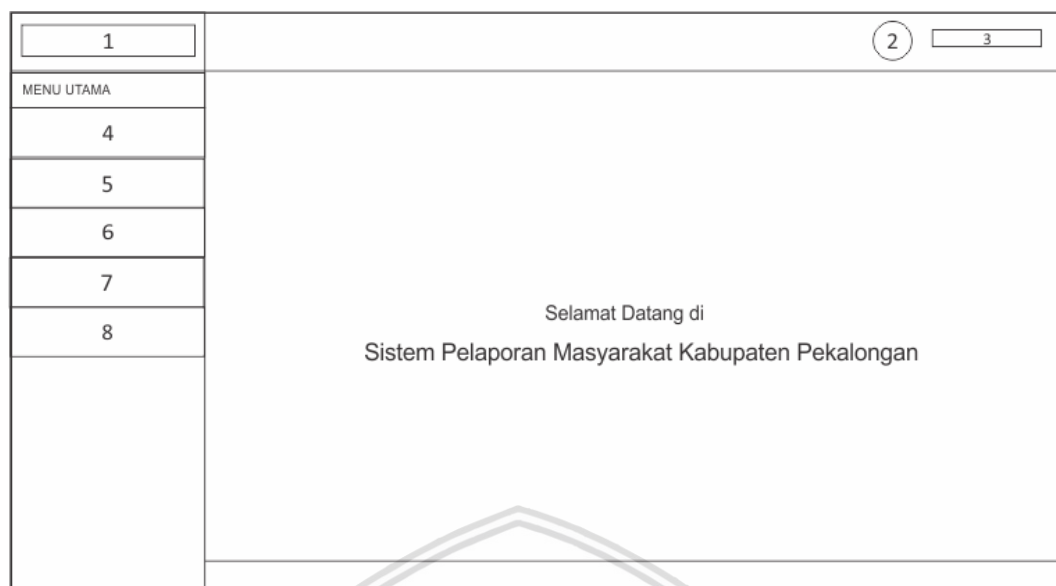 1
2
3
MENU UTAMA
4
5
6
7
8
Selamat Datang di
Sistem Pelaporan Masyarakat Kabupaten Pekalongan